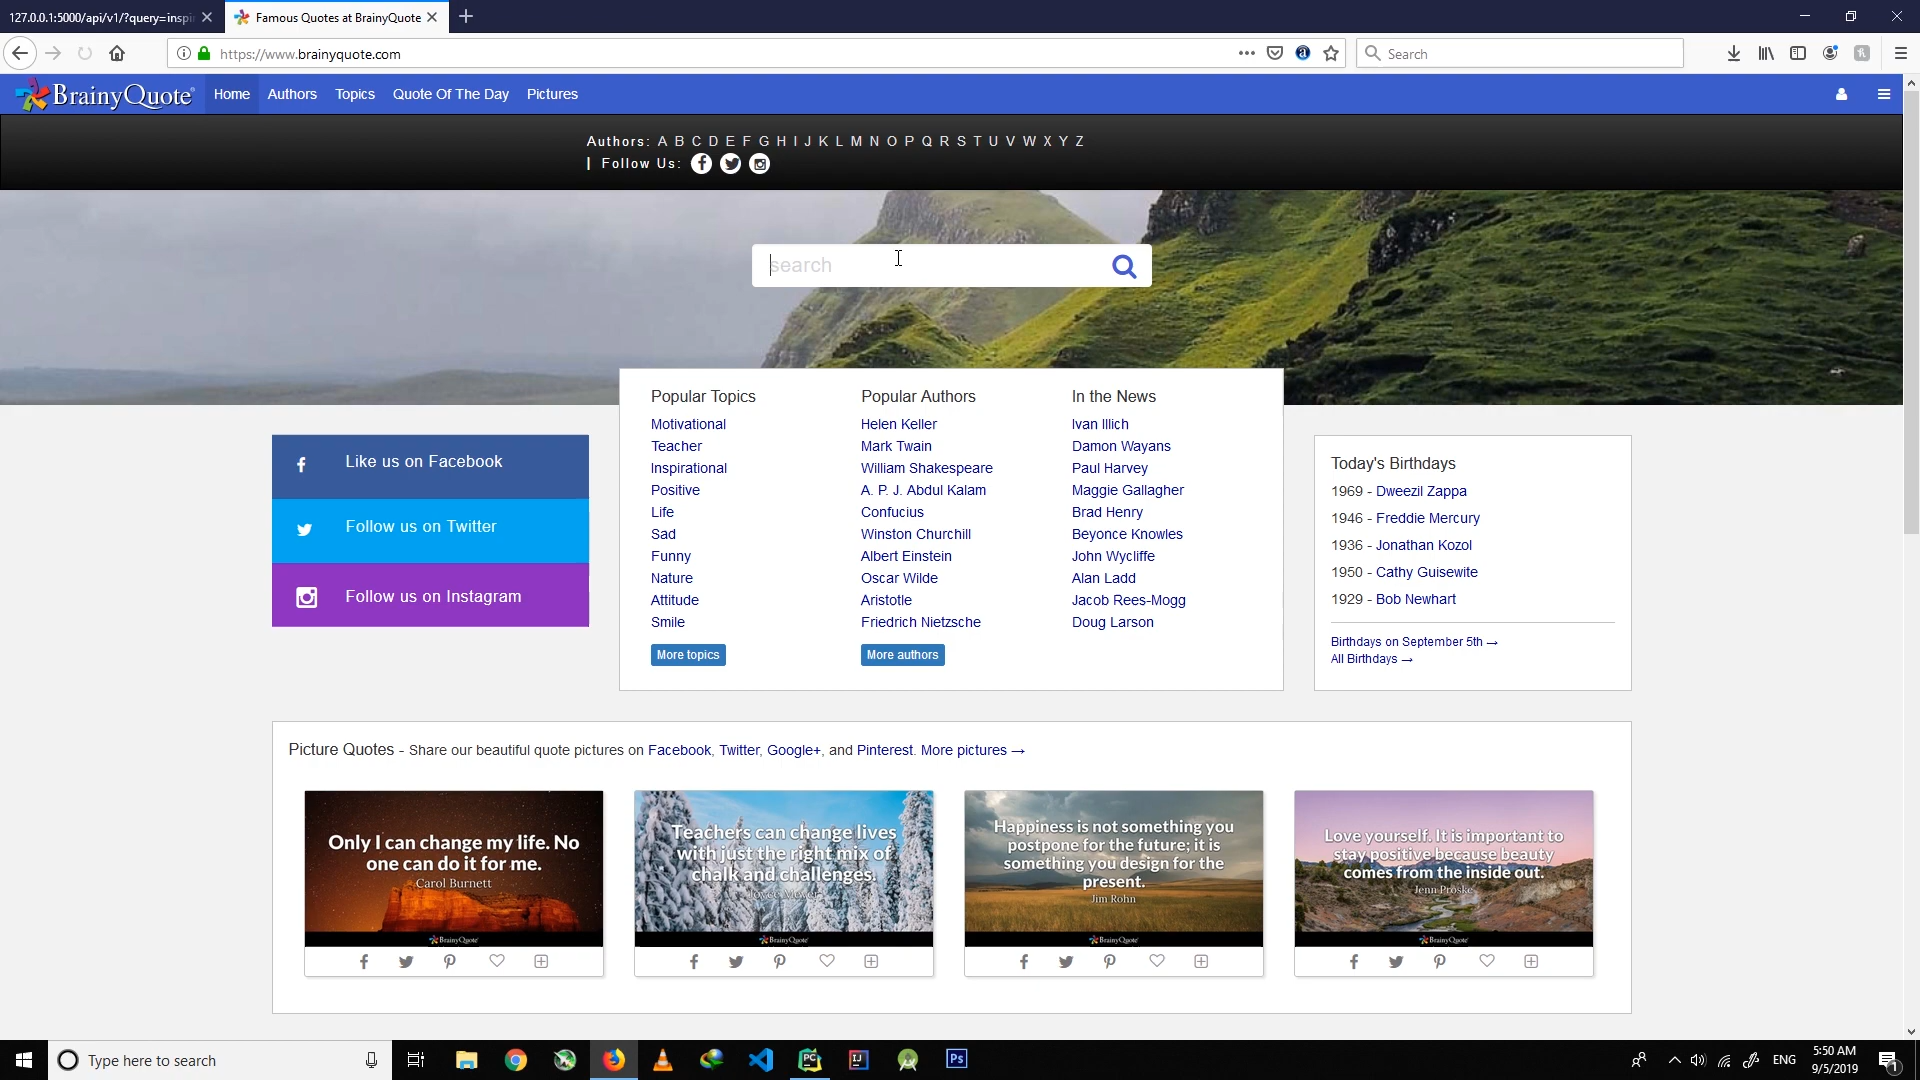 127.0.0.1:5000/api/v1/?query=inspir
Famous Quotes at BrainyQuote
https://www.brainyquote.com
Search
BrainyQuote
Home
Authors
Topics
Quote Of The Day
Pictures
Authors: A B C D E F G H I J K L M N O P Q R S T U V W X Y Z
| Follow Us:
search
Popular Topics
Motivational
Teacher
Inspirational
Positive
Life
Sad
Funny
Nature
Attitude
Smile
More topics
Popular Authors
Helen Keller
Mark Twain
William Shakespeare
A. P. J. Abdul Kalam
Confucius
Winston Churchill
Albert Einstein
Oscar Wilde
Aristotle
Friedrich Nietzsche
More authors
In the News
Ivan Illich
Damon Wayans
Paul Harvey
Maggie Gallagher
Brad Henry
Beyonce Knowles
John Wycliffe
Alan Ladd
Jacob Rees-Mogg
Doug Larson
Like us on Facebook
Follow us on Twitter
Follow us on Instagram
Today's Birthdays
1969 - Dweezil Zappa
1946 - Freddie Mercury
1936 - Jonathan Kozol
1950 - Cathy Guisewite
1929 - Bob Newhart
Birthdays on September 5th →
All Birthdays →
Picture Quotes - Share our beautiful quote pictures on Facebook, Twitter, Google+, and Pinterest. More pictures →
Only I can change my life. No
one can do it for me.
Carol Burnett
BrainyQuote
Teachers can change lives
with just the right mix of
chalk and challenges.
BrainyQuote
Happiness is not something you
postpone for the future; it is
something you design for the
present.
Jim Rohn
BrainyQuote
Love yourself. It is important to
stay positive because beauty
comes from the inside out.
Jenn Proske
BrainyQuote
Type here to search
PC
IJ
Ps
ENG
5:50 AM
9/5/2019
1